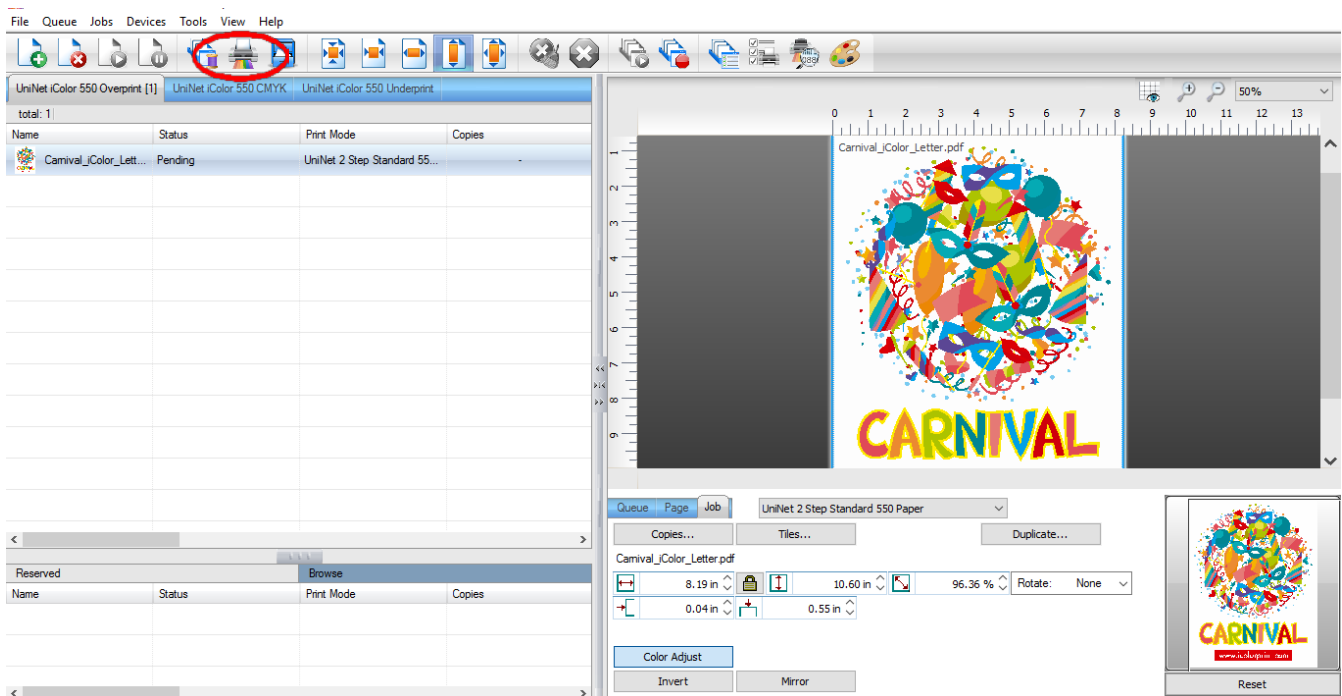 File Queue Jobs Devices Tools View Help
088
UniNet iColor 550 Overprint [1] UniNet iColor 550 CMYK UniNet iColor 550 Underprint
total: 1
Name Status Print Mode Copies
Carnival_iColor_Lett... Pending UniNet 2 Step Standard 55... -
50%
0 1 2 3 4 5 6 7 8 9 10 11 12 13
Carnival_iColor_Letter.pdf
2
3
4
5
6
7
8
9
CARNIVAL
<<
>|<
>>
Reserved Browse
Name Status Print Mode Copies
Queue Page Job UniNet 2 Step Standard 550 Paper
Copies... Tiles... Duplicate...
Carnival_iColor_Letter.pdf
8.19 in 10.60 in 96.36 % Rotate: None
0.04 in 0.55 in
Color Adjust
Invert Mirror
CARNIVAL
Reset